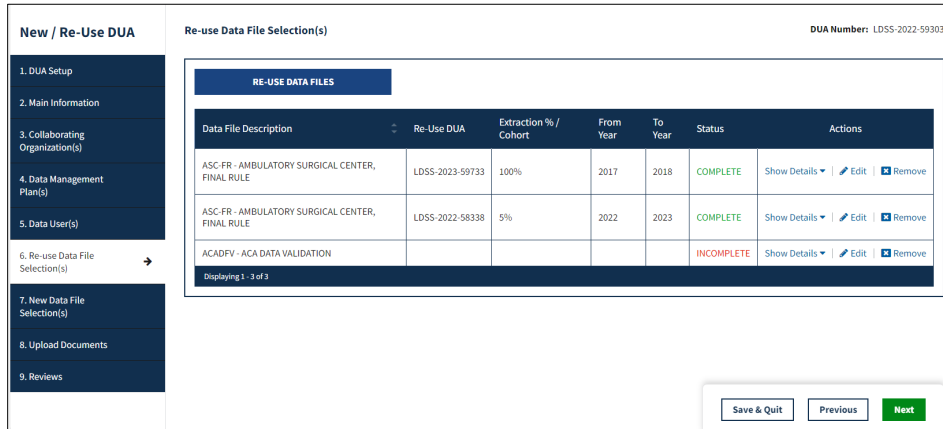 New / Re-Use DUA
Re-use Data File Selection(s)
DUA Number: LDSS-2022-59303
1. DUA Setup
2. Main Information
3. Collaborating
Organization(s)
4. Data Management
Plan(s)
5. Data User(s)
6. Re-use Data File
Selection(s)
7. New Data File
Selection(s)
8. Upload Documents
9. Reviews
RE-USE DATA FILES
Data File Description Re-Use DUA Extraction % / Cohort From Year To Year Status Actions
ASC-FR - AMBULATORY SURGICAL CENTER,
FINAL RULE
LDSS-2023-59733 100% 2017 2018 COMPLETE Show Details Edit Remove
ASC-FR - AMBULATORY SURGICAL CENTER,
FINAL RULE
LDSS-2022-58338 5% 2022 2023 COMPLETE Show Details Edit Remove
ACADFV - ACA DATA VALIDATION INCOMPLETE Show Details Edit Remove
Displaying 1 - 3 of 3
Save & Quit Previous Next